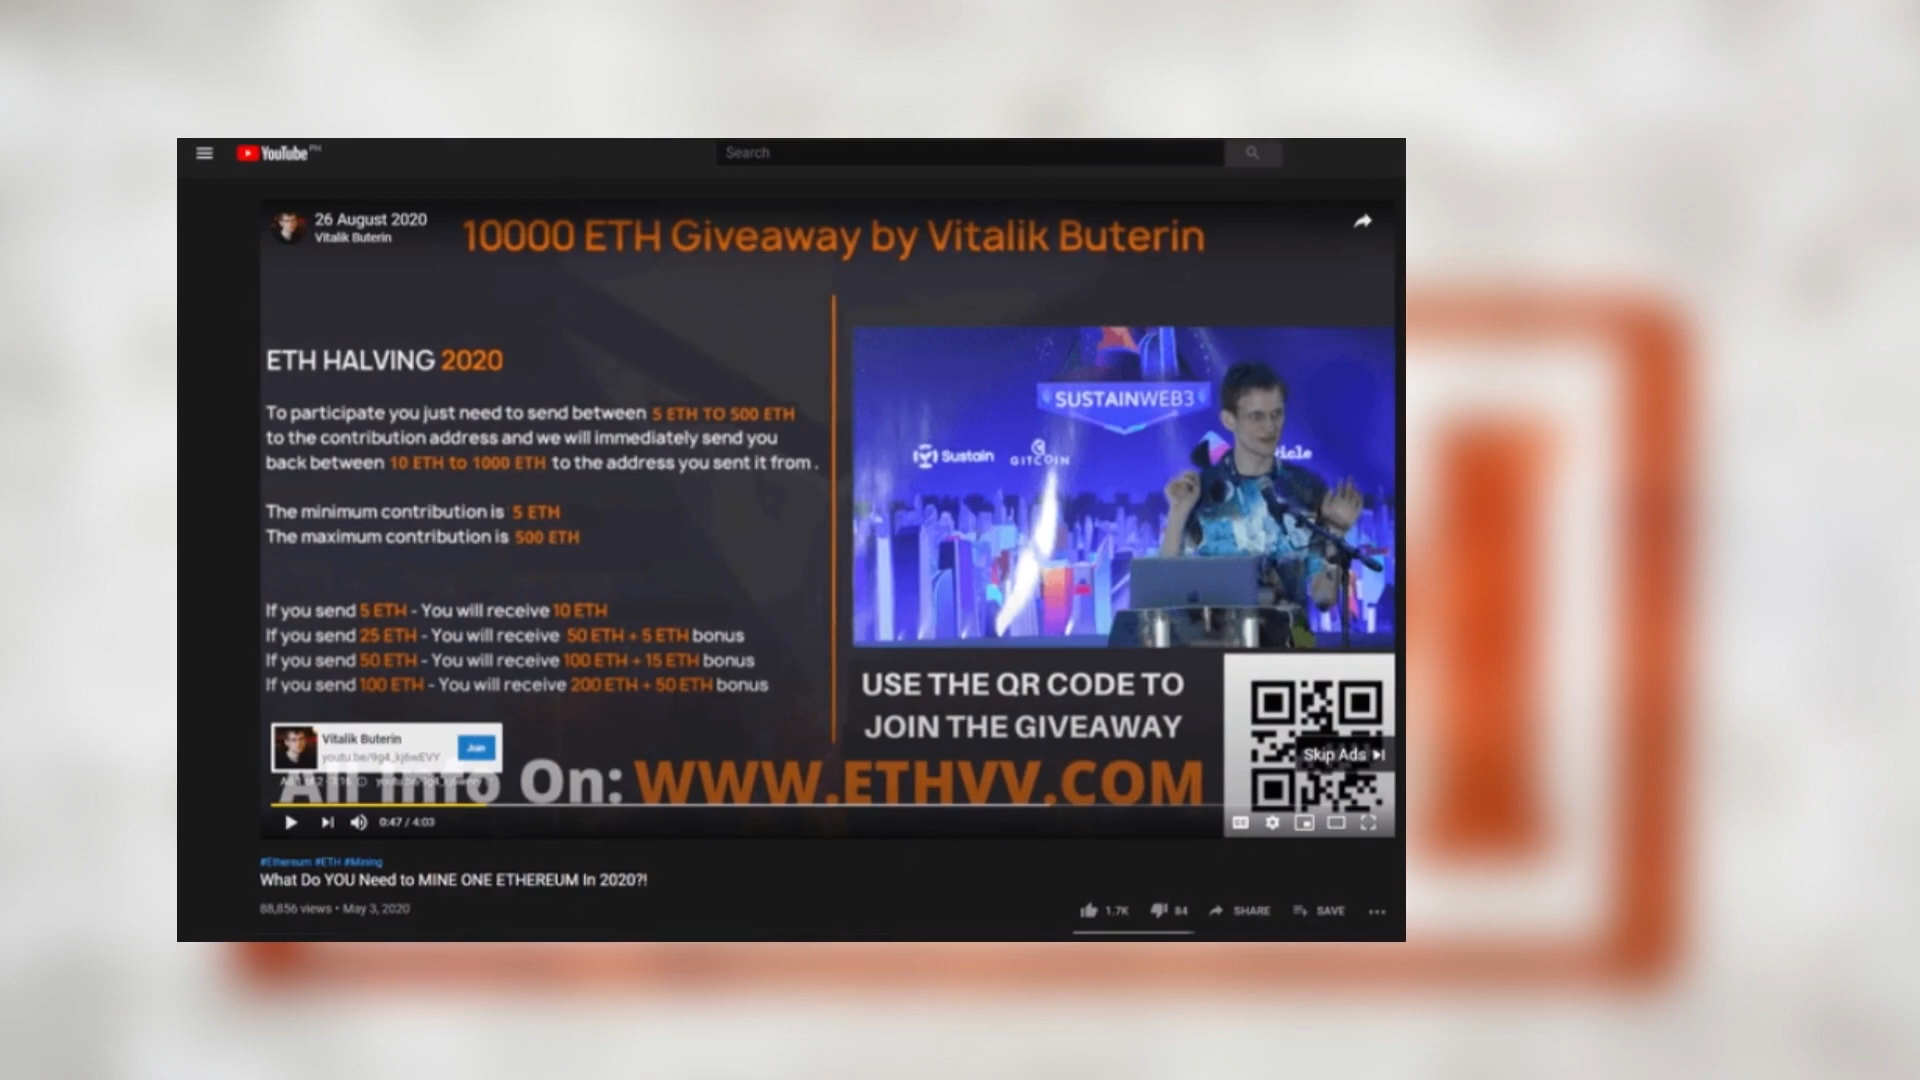 YouTube PH
Search
26 August 2020
Vitalik Buterin
10000 ETH Giveaway by Vitalik Buterin
ETH HALVING 2020
To participate you just need to send between 5 ETH TO 500 ETH
to the contribution address and we will immediately send you
back between 10 ETH to 1000 ETH to the address you sent it from .
The minimum contribution is 5 ETH
The maximum contribution is 500 ETH
If you send 5 ETH - You will receive 10 ETH
If you send 25 ETH - You will receive 50 ETH + 5 ETH bonus
If you send 50 ETH - You will receive 100 ETH + 15 ETH bonus
If you send 100 ETH - You will receive 200 ETH + 50 ETH bonus
SUSTAINWEB3
Sustain
GITCOIN
USE THE QR CODE TO
JOIN THE GIVEAWAY
Skip Ads
Vitalik Buterin
youtu.be/9g4_kj6wEVY
Join
All Info On: WWW.ETHVV.COM
0:47 / 4:03
#Ethereum #ETH #Mining
What Do YOU Need to MINE ONE ETHEREUM In 2020?!
88,856 views • May 3, 2020
1.7K
84
SHARE
SAVE